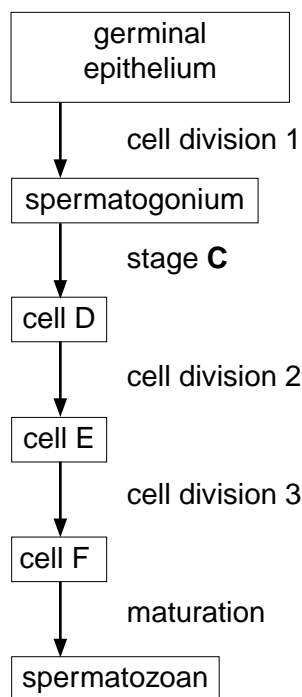 germinal
epithelium
cell division 1
spermatogonium
stage C
cell D
cell division 2
cell E
cell division 3
cell F
maturation
spermatozoan